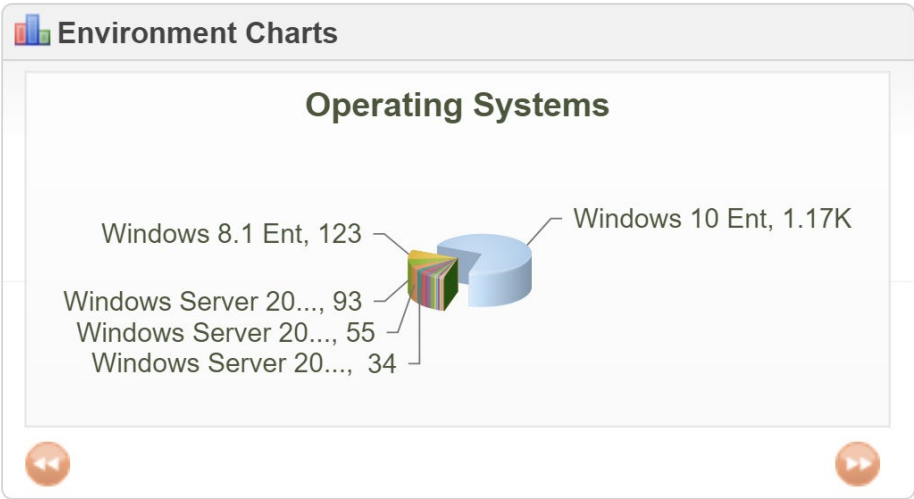 Environment Charts
Operating Systems
Windows 10 Ent, 1.17K
Windows 8.1 Ent, 123
Windows Server 20..., 93
Windows Server 20..., 55
Windows Server 20..., 34